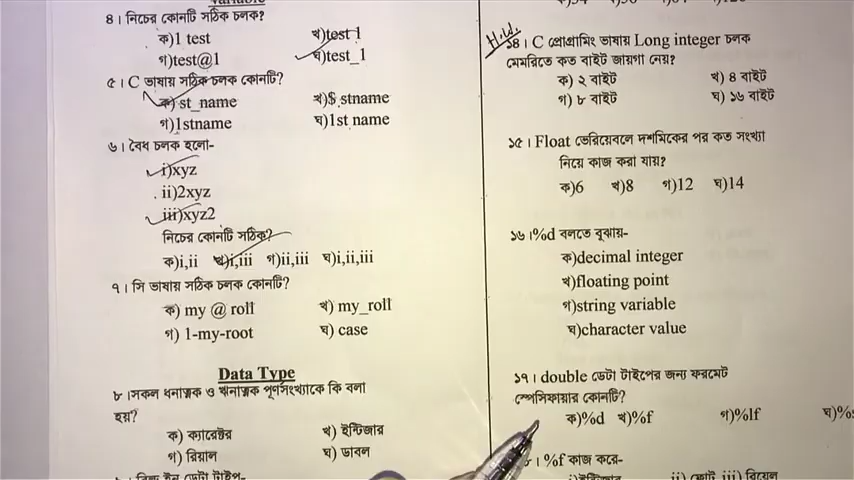 Variable
৪। নিচের কোনটি সঠিক চলক?
ক)1 test খ)test 1
গ)test@1 ঘ)test_1
৫। C ভাষায় সঠিক চলক কোনটি?
ক) st_name খ)$ stname
গ)1stname ঘ)1st name
৬। বৈধ চলক হলো-
i)xyz
ii)2xyz
iii)xyz2
নিচের কোনটি সঠিক?
ক)i,ii খ)i,iii গ)ii,iii ঘ)i,ii,iii
৭। সি ভাষায় সঠিক চলক কোনটি?
ক) my @ roll খ) my_roll
গ) 1-my-root ঘ) case
Data Type
৮।সকল ধনাত্মক ও ঋনাত্মক পূর্ণসংখ্যাকে কি বলা
হয়?
ক) ক্যারেক্টর খ) ইন্টিজার
গ) রিয়াল ঘ) ডাবল
H.W.
১৪। C প্রোগ্রামিং ভাষায় Long integer চলক
মেমরিতে কত বাইট জায়গা নেয়?
ক) ২ বাইট খ) ৪ বাইট
গ) ৮ বাইট ঘ) ১৬ বাইট
১৫। Float ভেরিয়েবলে দশমিকের পর কত সংখ্যা
নিয়ে কাজ করা যায়?
ক)6 খ)8 গ)12 ঘ)14
১৬।%d বলতে বুঝায়-
ক)decimal integer
খ)floating point
গ)string variable
ঘ)character value
১৭। double ডেটা টাইপের জন্য ফরমেট
স্পেসিফায়ার কোনটি?
ক)%d খ)%f গ)%lf ঘ)%
। %f কাজ করে-